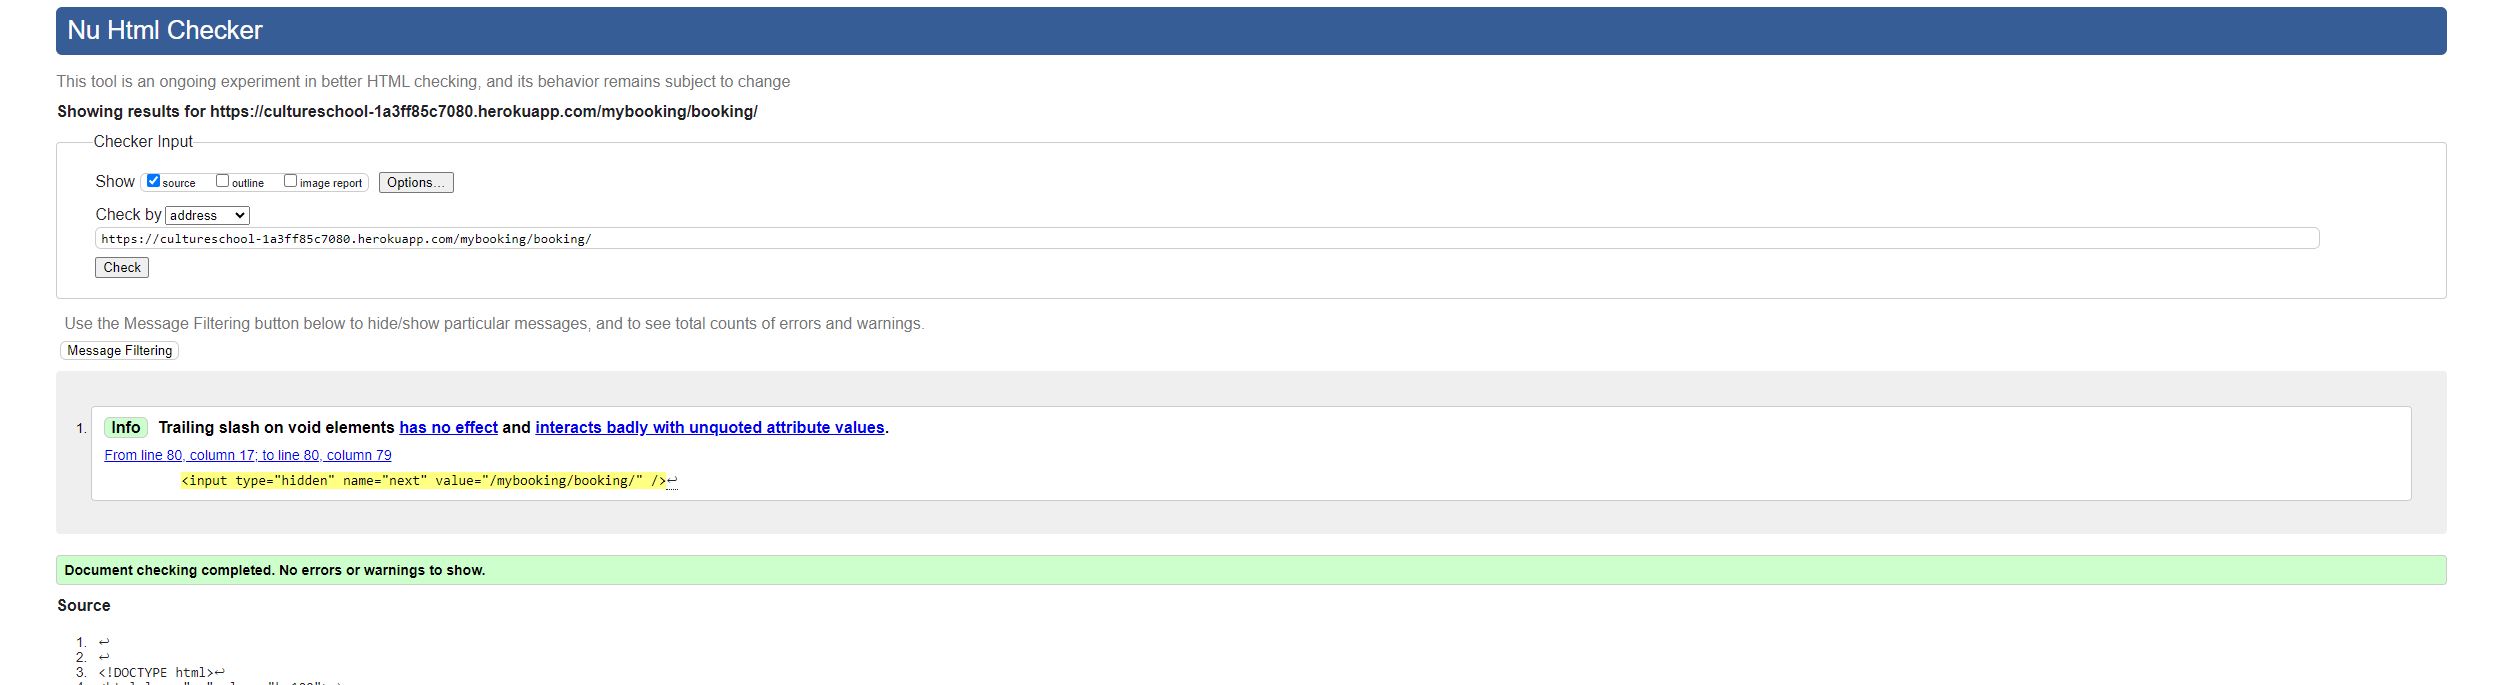 Nu Html Checker
This tool is an ongoing experiment in better HTML checking, and its behavior remains subject to change
Showing results for https://cultureschool-1a3ff85c7080.herokuapp.com/mybooking/booking/
Checker Input
Show source outline image report Options...
Check by address
https://cultureschool-1a3ff85c7080.herokuapp.com/mybooking/booking/
Check
Use the Message Filtering button below to hide/show particular messages, and to see total counts of errors and warnings.
Message Filtering
1. Info Trailing slash on void elements has no effect and interacts badly with unquoted attribute values.
From line 80, column 17; to line 80, column 79
<input type="hidden" name="next" value="/mybooking/booking/" />↩
Document checking completed. No errors or warnings to show.
Source
1. ↩
2. ↩
3. <!DOCTYPE html>↩